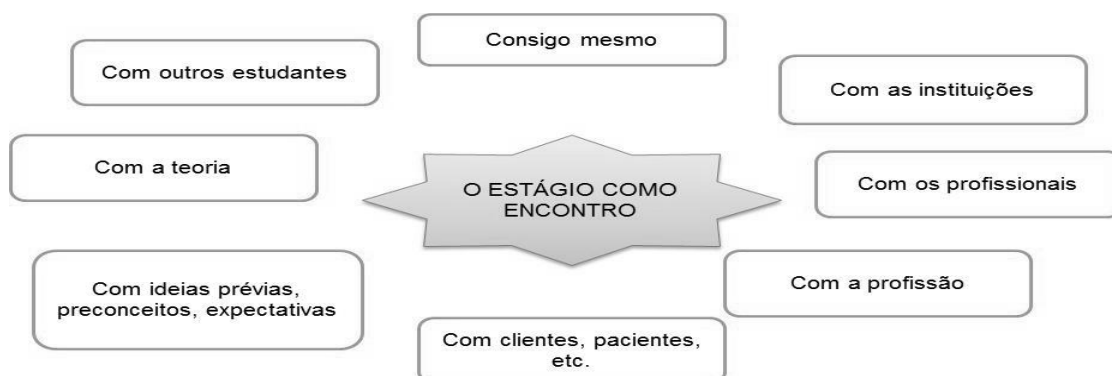 Consigo mesmo
Com outros estudantes
Com as instituições
Com a teoria
O ESTÁGIO COMO
ENCONTRO
Com os profissionais
Com ideias prévias,
preconceitos, expectativas
Com a profissão
Com clientes, pacientes,
etc.